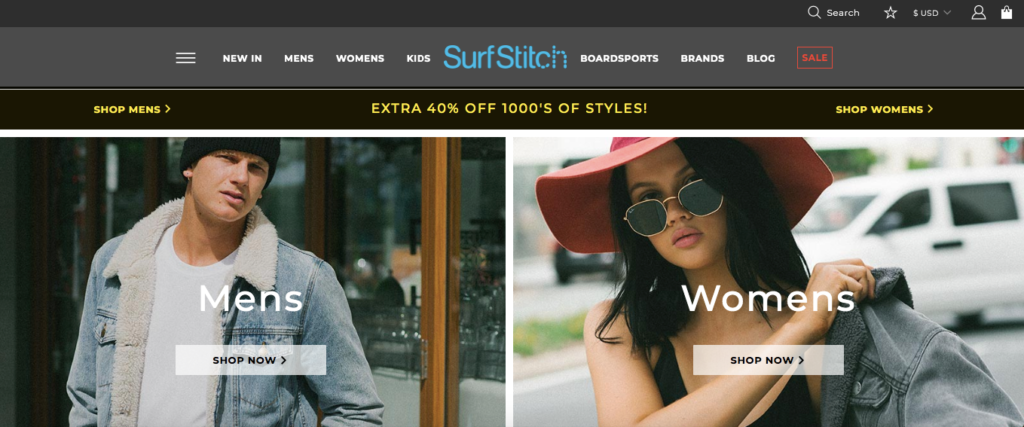 Search
$ USD
NEW IN MENS WOMENS KIDS SurfStitch BOARDSPORTS BRANDS BLOG SALE
SHOP MENS EXTRA 40% OFF 1000'S OF STYLES! SHOP WOMENS
Mens
SHOP NOW
Womens
SHOP NOW